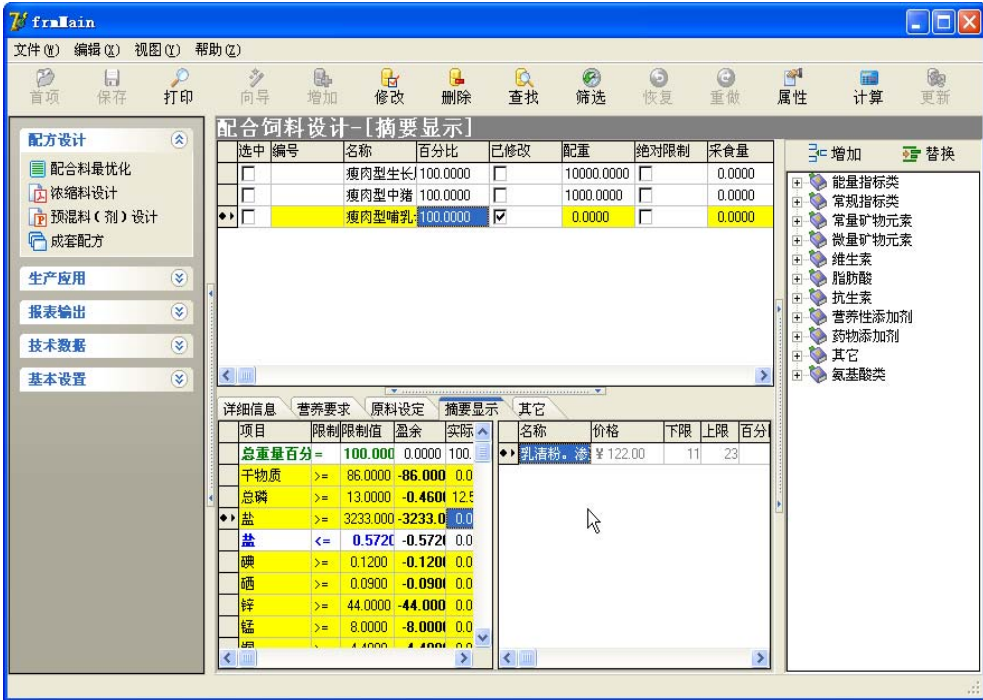 frmMain
文件(W) 编辑(X) 视图(Y) 帮助(Z)
首项 保存 打印 向导 增加 修改 删除 查找 筛选 恢复 重做 属性 计算 更新
配方设计
配合料最优化
浓缩料设计
预混料(剂)设计
成套配方
生产应用
报表输出
技术数据
基本设置
配合饲料设计-[摘要显示]
选中 编号 名称 百分比 已修改 配重 绝对限制 采食量
瘦肉型生长 100.0000 10000.0000 0.0000
瘦肉型中猪 100.0000 1000.0000 0.0000
瘦肉型哺乳 100.0000 0.0000 0.0000
详细信息 营养要求 原料设定 摘要显示 其它
项目 限制 限制值 盈余 实际
总重量百分 = 100.000 0.0000 100.
干物质 >= 86.0000 -86.000 0.0
总磷 >= 13.0000 -0.460 12.5
盐 >= 3233.000 -3233.0 0.0
盐 <= 0.572 -0.572 0.0
碘 >= 0.1200 -0.120 0.0
硒 >= 0.0900 -0.090 0.0
锌 >= 44.0000 -44.000 0.0
锰 >= 8.0000 -8.000 0.0
名称 价格 下限 上限 百分
乳清粉。渗 ￥122.00 11 23
增加 替换
能量指标类
常规指标类
常量矿物元素
微量矿物元素
维生素
脂肪酸
抗生素
营养性添加剂
药物添加剂
其它
氨基酸类